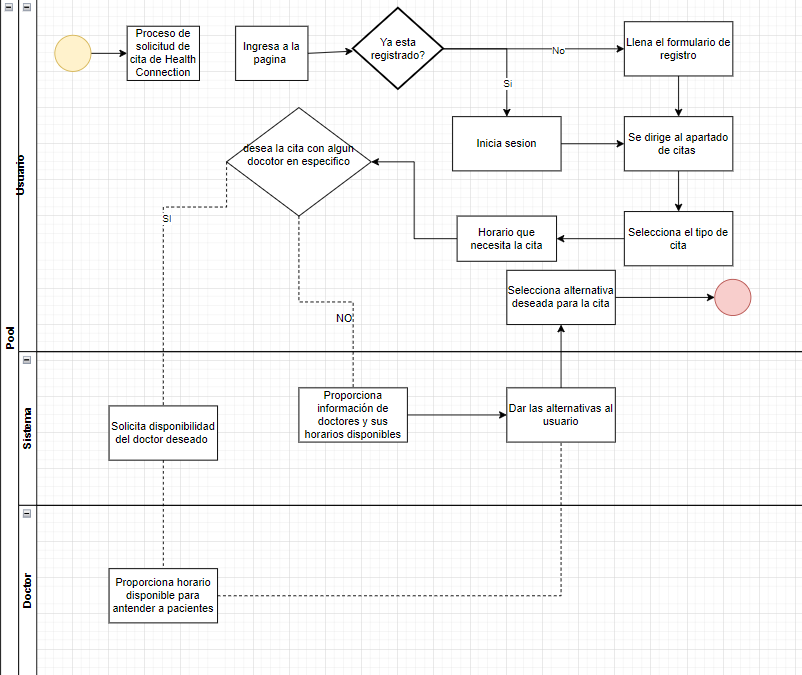 Pool
Usuario
Proceso de
solicitud de
cita de Health
Connection
Ingresa a la
pagina
Ya esta
registrado?
No
Si
Llena el formulario de
registro
Inicia sesion
Se dirige al apartado
de citas
desea la cita con algun
docotor en especifico
SI
NO
Horario que
necesita la cita
Selecciona el tipo de
cita
Selecciona alternativa
deseada para la cita
Sistema
Solicita disponibilidad
del doctor deseado
Proporciona
información de
doctores y sus
horarios disponibles
Dar las alternativas al
usuario
Doctor
Proporciona horario
disponible para
antender a pacientes